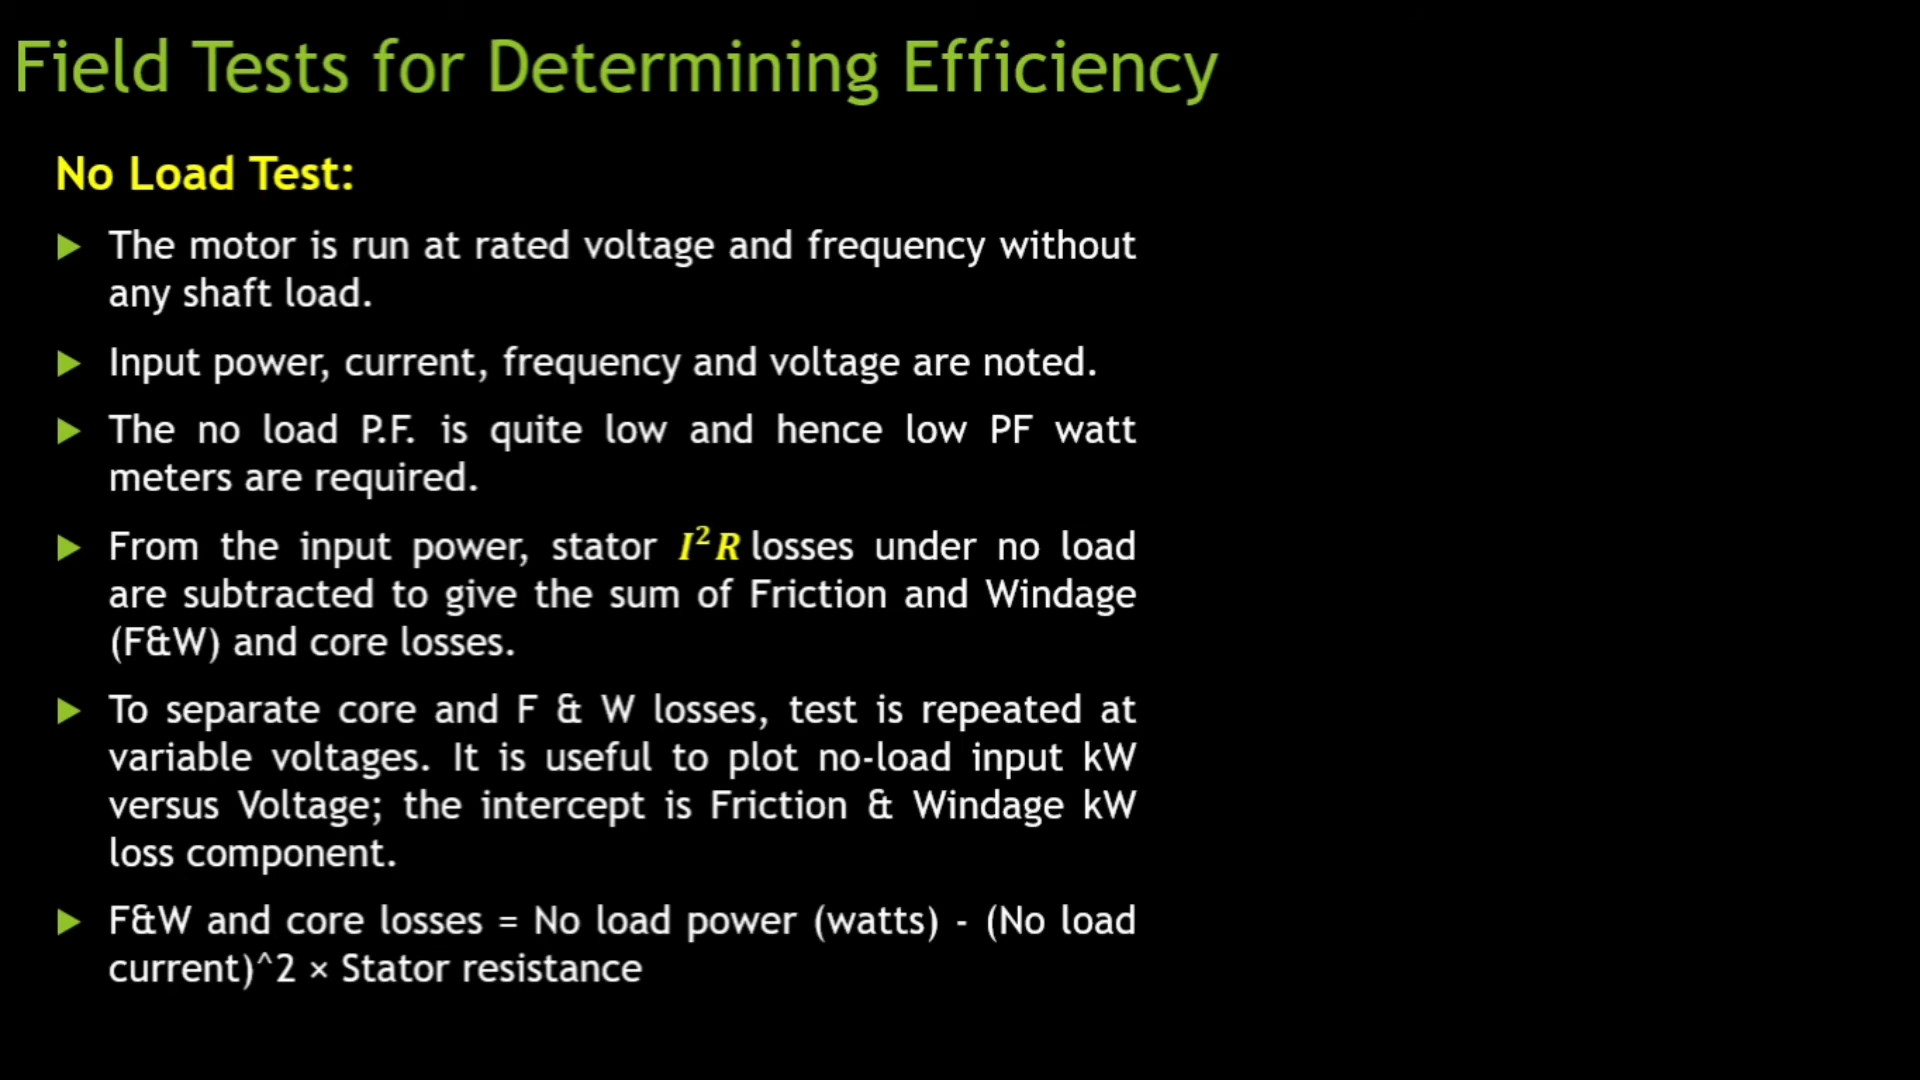 Field Tests for Determining Efficiency
No Load Test:
The motor is run at rated voltage and frequency without
any shaft load.
Input power, current, frequency and voltage are noted.
The no load P.F. is quite low and hence low PF watt
meters are required.
From the input power, stator I²R losses under no load
are subtracted to give the sum of Friction and Windage
(F&W) and core losses.
To separate core and F & W losses, test is repeated at
variable voltages. It is useful to plot no-load input kW
versus Voltage; the intercept is Friction & Windage kW
loss component.
F&W and core losses = No load power (watts) - (No load
current)^2 × Stator resistance